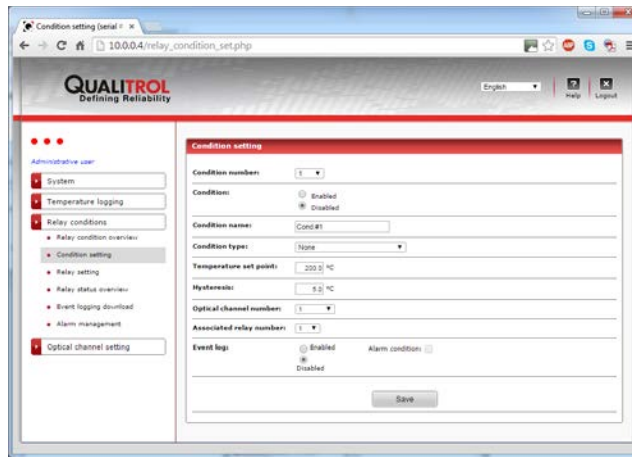 Condition setting (serial #
10.0.0.4/relay_condition_set.php
QUALITROL
Defining Reliability
English
Help
Logout
Administrative user
System
Temperature logging
Relay conditions
Relay condition overview
Condition setting
Relay setting
Relay status overview
Event logging download
Alarm management
Optical channel setting
Condition setting
Condition number: 1
Condition: Enabled
Disabled
Condition name: Cond.#1
Condition type: None
Temperature set point: 200.0 °C
Hysteresis: 5.0 °C
Optical channel number: 1
Associated relay number: 1
Event log: Enabled Alarm condition:
Disabled
Save